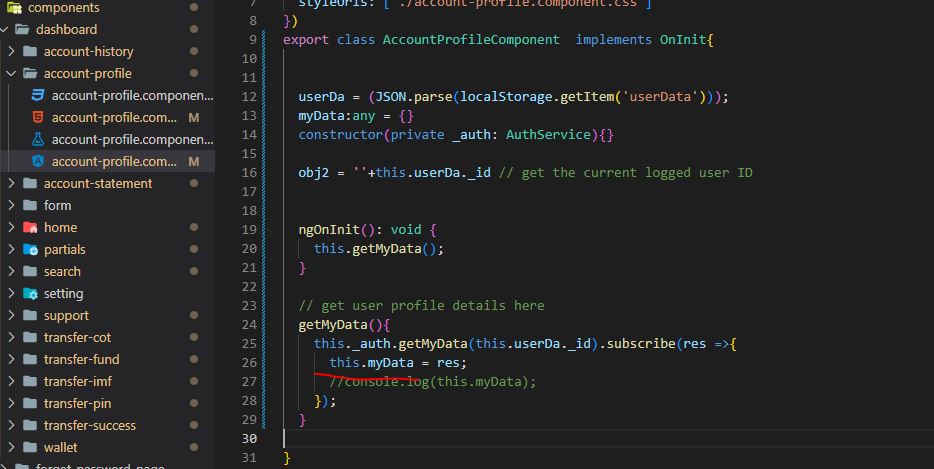 components
dashboard
account-history
account-profile
account-profile.componen...
account-profile.com... M
account-profile.componen...
account-profile.com... M
account-statement
form
home
partials
search
setting
support
transfer-cot
transfer-fund
transfer-imf
transfer-pin
transfer-success
wallet
forget-password-page
7 styleUrls: [ './account-profile.component.css' ]
8 })
9 export class AccountProfileComponent  implements OnInit{
10
11
12 userDa = (JSON.parse(localStorage.getItem('userData')));
13 myData:any = {}
14 constructor(private _auth: AuthService){}
15
16 obj2 = ''+this.userDa._id // get the current logged user ID
17
18
19 ngOnInit(): void {
20 this.getMyData();
21 }
22
23 // get user profile details here
24 getMyData(){
25 this._auth.getMyData(this.userDa._id).subscribe(res =>{
26 this.myData = res;
27 //console.log(this.myData);
28 });
29 }
30
31 }